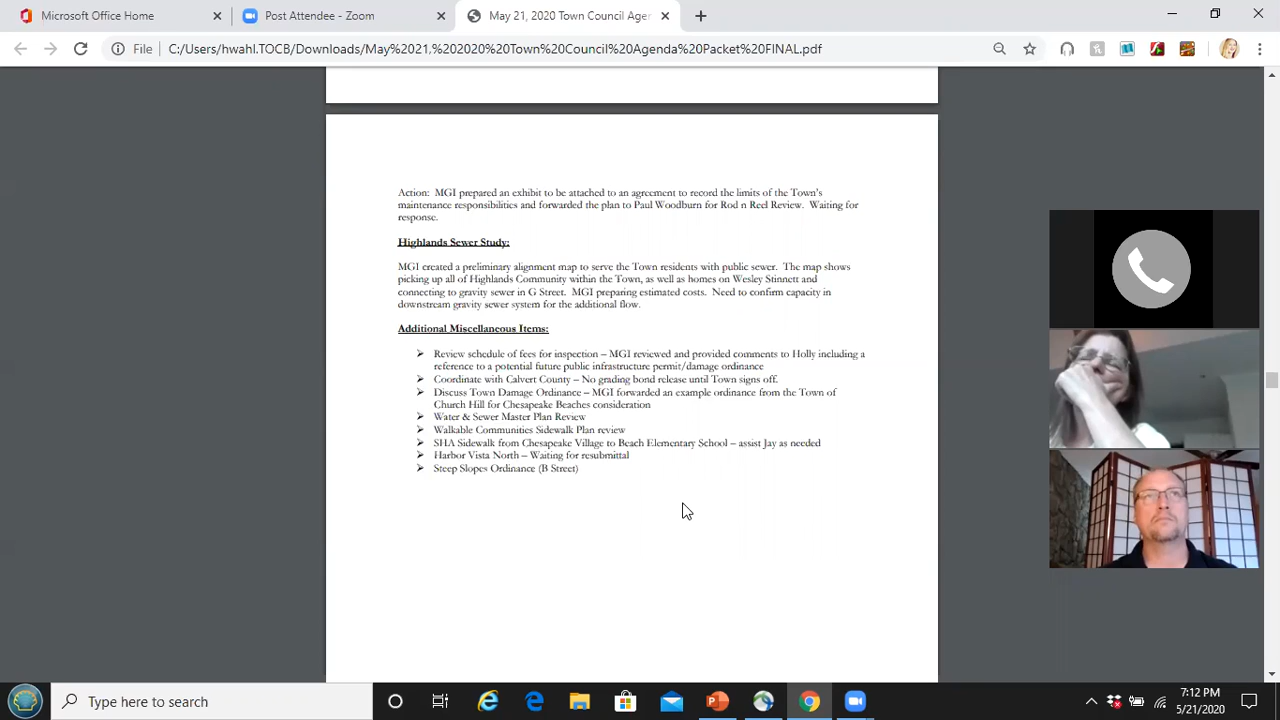 Microsoft Office Home
Post Attendee - Zoom
May 21, 2020 Town Council Agen
File
C:/Users/hwahl.TOCB/Downloads/May%2021,%202020%20Town%20Council%20Agenda%20Packet%20FINAL.pdf
Action: MGI prepared an exhibit to be attached to an agreement to record the limits of the Town's
maintenance responsibilities and forwarded the plan to Paul Woodburn for Rod n Reel Review. Waiting for
response.
Highlands Sewer Study:
MGI created a preliminary alignment map to serve the Town residents with public sewer. The map shows
picking up all of Highlands Community within the Town, as well as homes on Wesley Stinnett and
connecting to gravity sewer in G Street. MGI preparing estimated costs. Need to confirm capacity in
downstream gravity sewer system for the additional flow.
Additional Miscellaneous Items:
Review schedule of fees for inspection – MGI reviewed and provided comments to Holly including a
reference to a potential future public infrastructure permit/damage ordinance
Coordinate with Calvert County – No grading bond release until Town signs off.
Discuss Town Damage Ordinance – MGI forwarded an example ordinance from the Town of
Church Hill for Chesapeake Beaches consideration
Water & Sewer Master Plan Review
Walkable Communities Sidewalk Plan review
SHA Sidewalk from Chesapeake Village to Beach Elementary School – assist Jay as needed
Harbor Vista North – Waiting for resubmittal
Steep Slopes Ordinance (B Street)
Type here to search
7:12 PM
5/21/2020